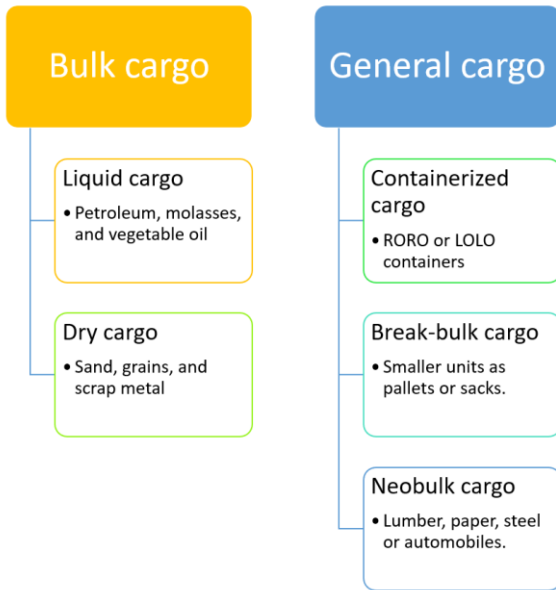 Bulk cargo
Liquid cargo
• Petroleum, molasses,
and vegetable oil
Dry cargo
• Sand, grains, and
scrap metal
General cargo
Containerized
cargo
• RORO or LOLO
containers
Break-bulk cargo
• Smaller units as
pallets or sacks.
Neobulk cargo
• Lumber, paper, steel
or automobiles.